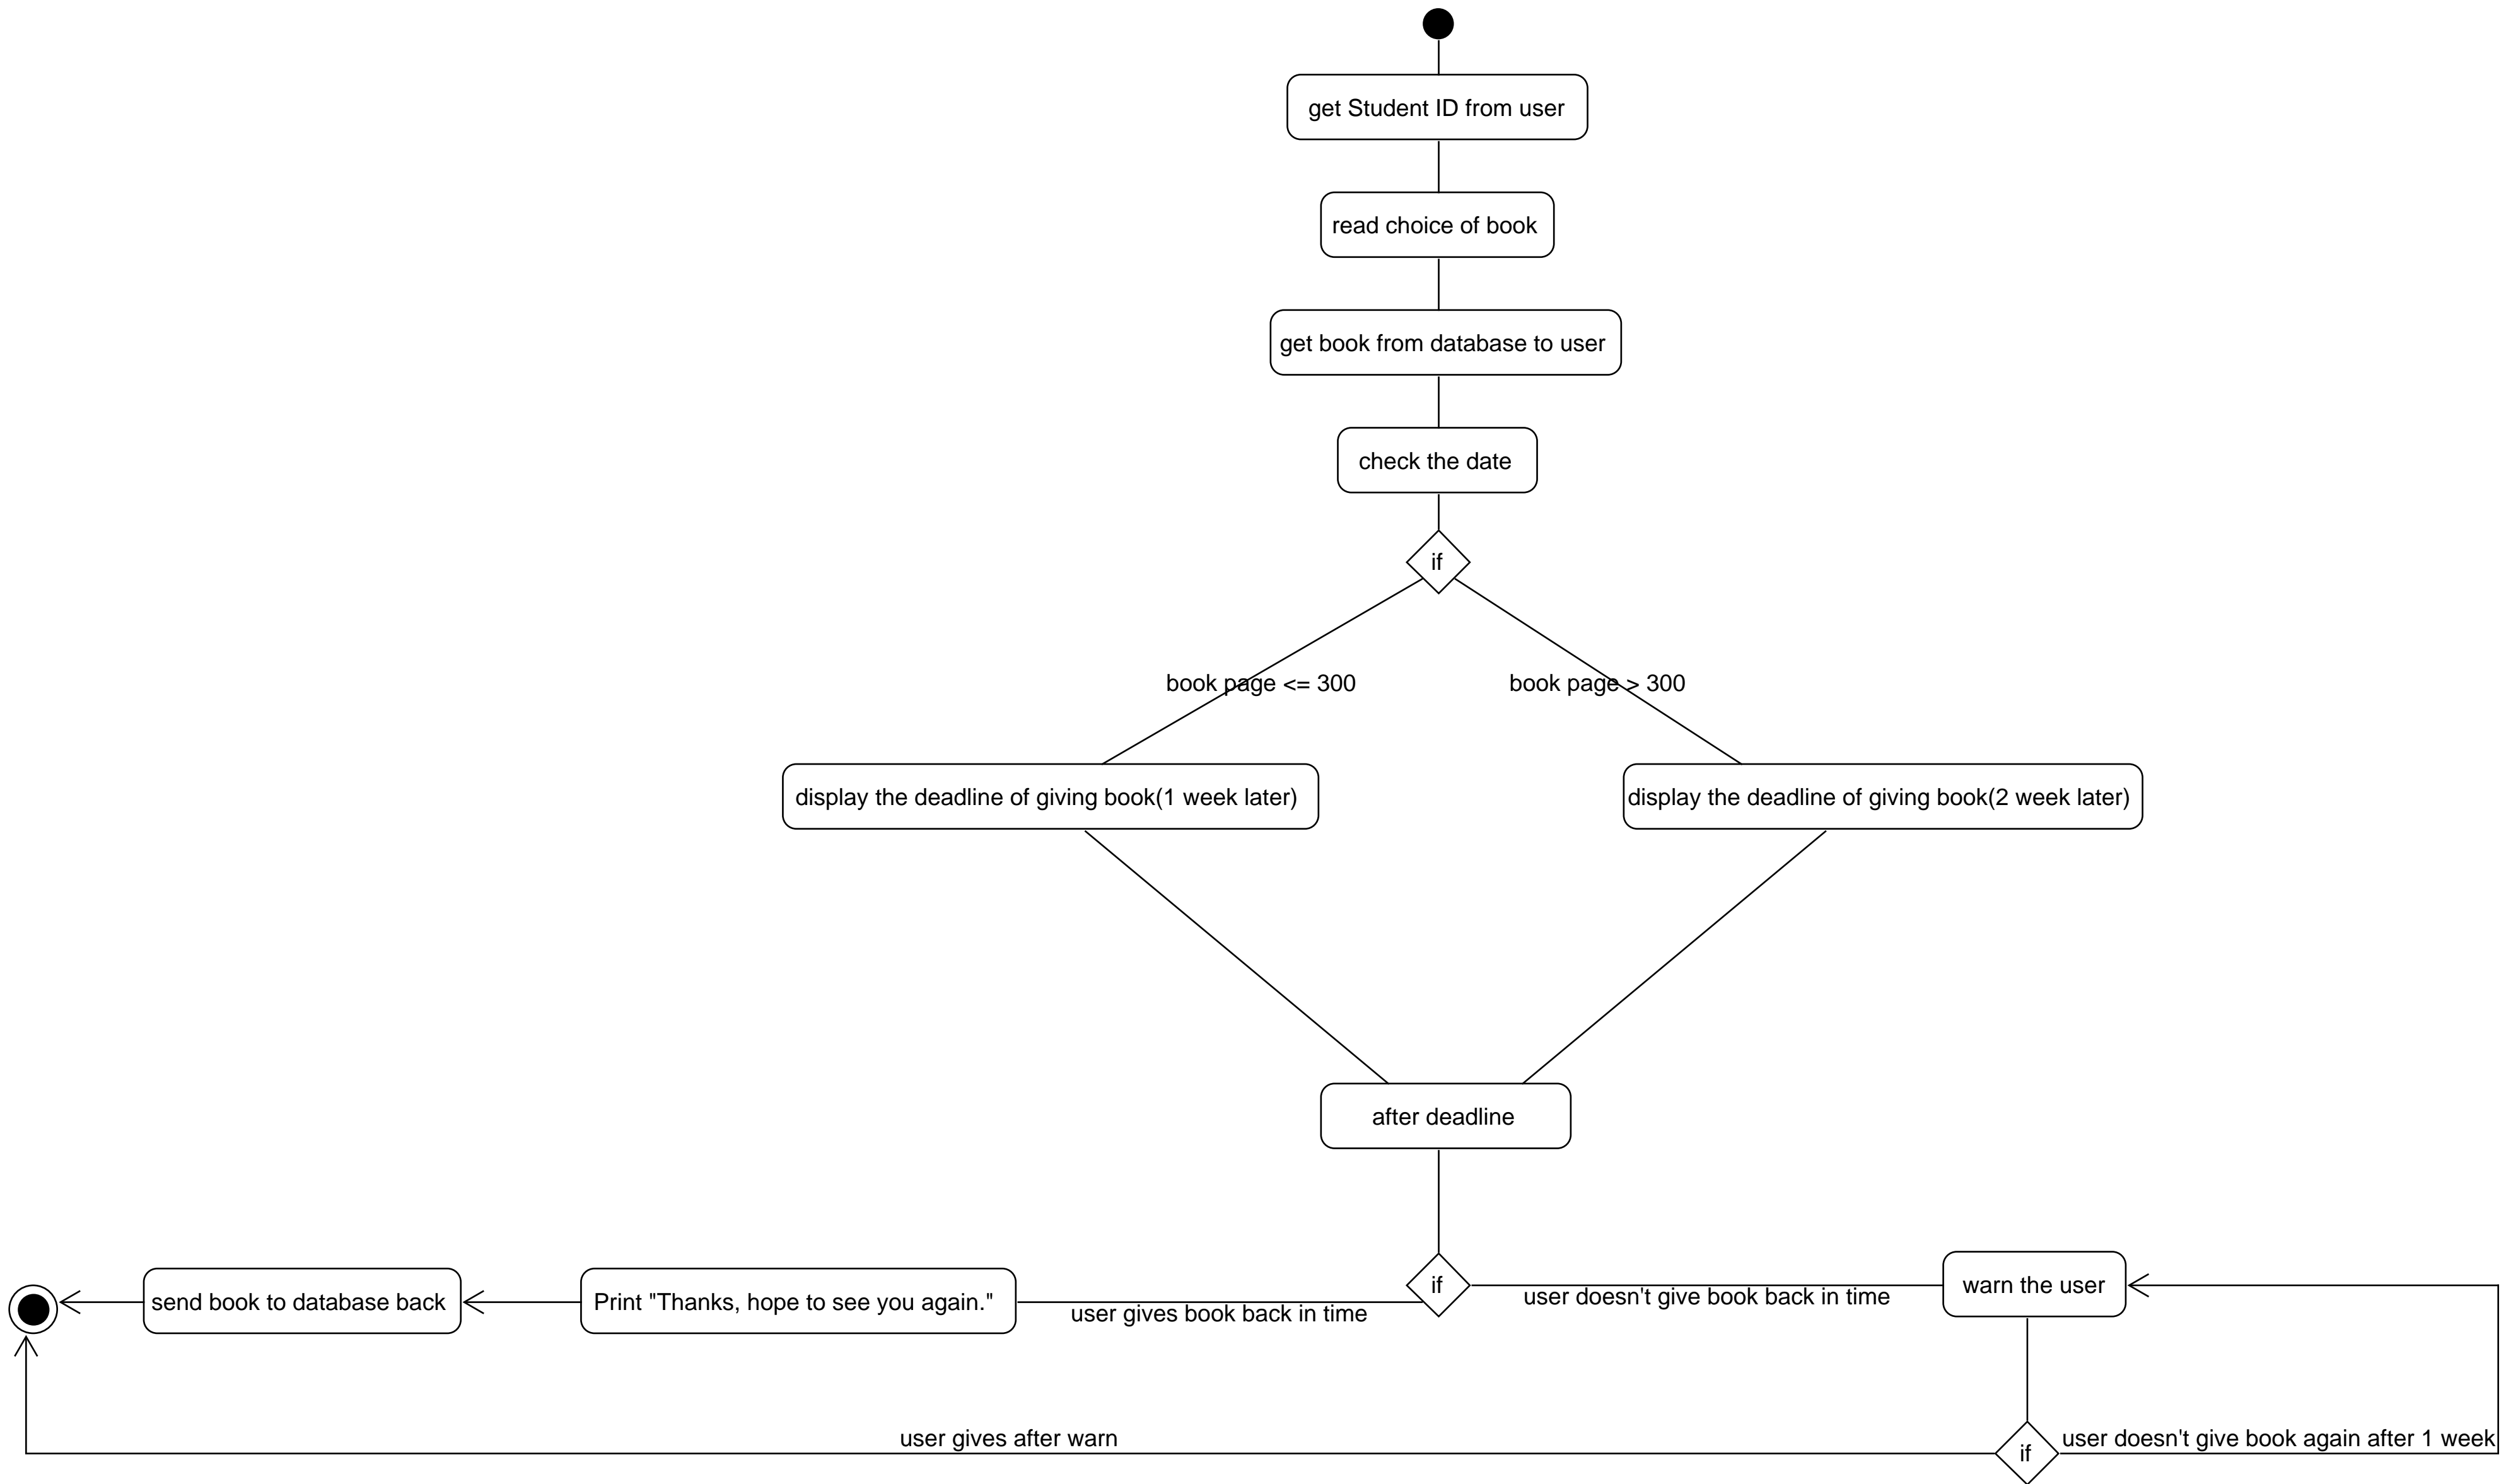 get Student ID from user
read choice of book
get book from database to user
check the date
if
book page <= 300
book page > 300
display the deadline of giving book(1 week later)
display the deadline of giving book(2 week later)
after deadline
if
user gives book back in time
user doesn't give book back in time
warn the user
Print "Thanks, hope to see you again."
send book to database back
if
user gives after warn
user doesn't give book again after 1 week